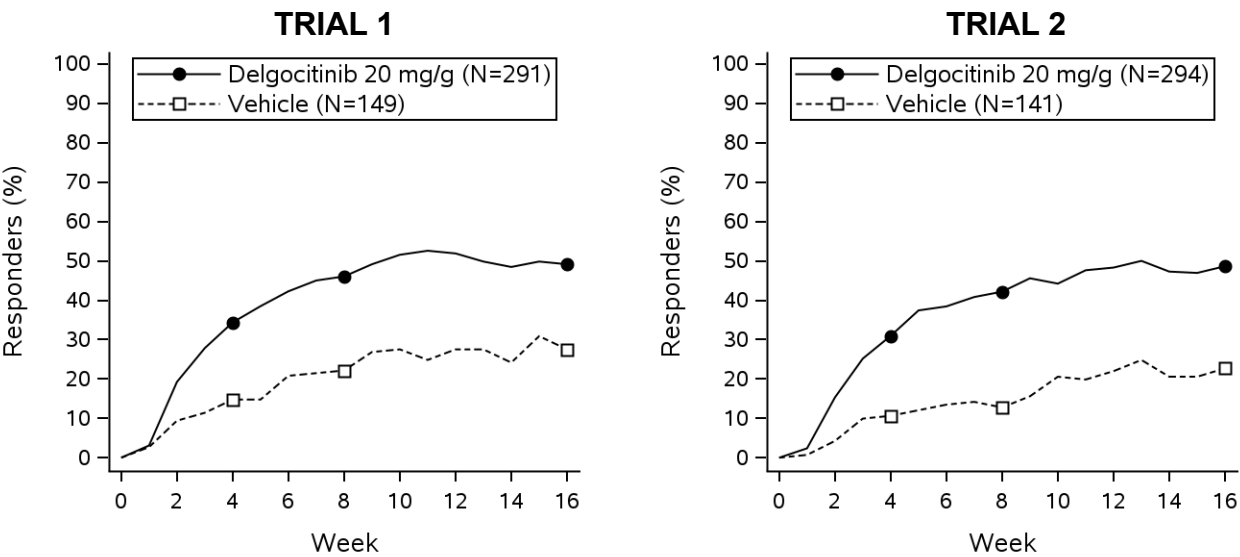 TRIAL 1
Delgocitinib 20 mg/g (N=291)
Vehicle (N=149)
Responders (%)
100
90
80
70
60
50
40
30
20
10
0
0 2 4 6 8 10 12 14 16
Week
TRIAL 2
Delgocitinib 20 mg/g (N=294)
Vehicle (N=141)
Responders (%)
100
90
80
70
60
50
40
30
20
10
0
0 2 4 6 8 10 12 14 16
Week